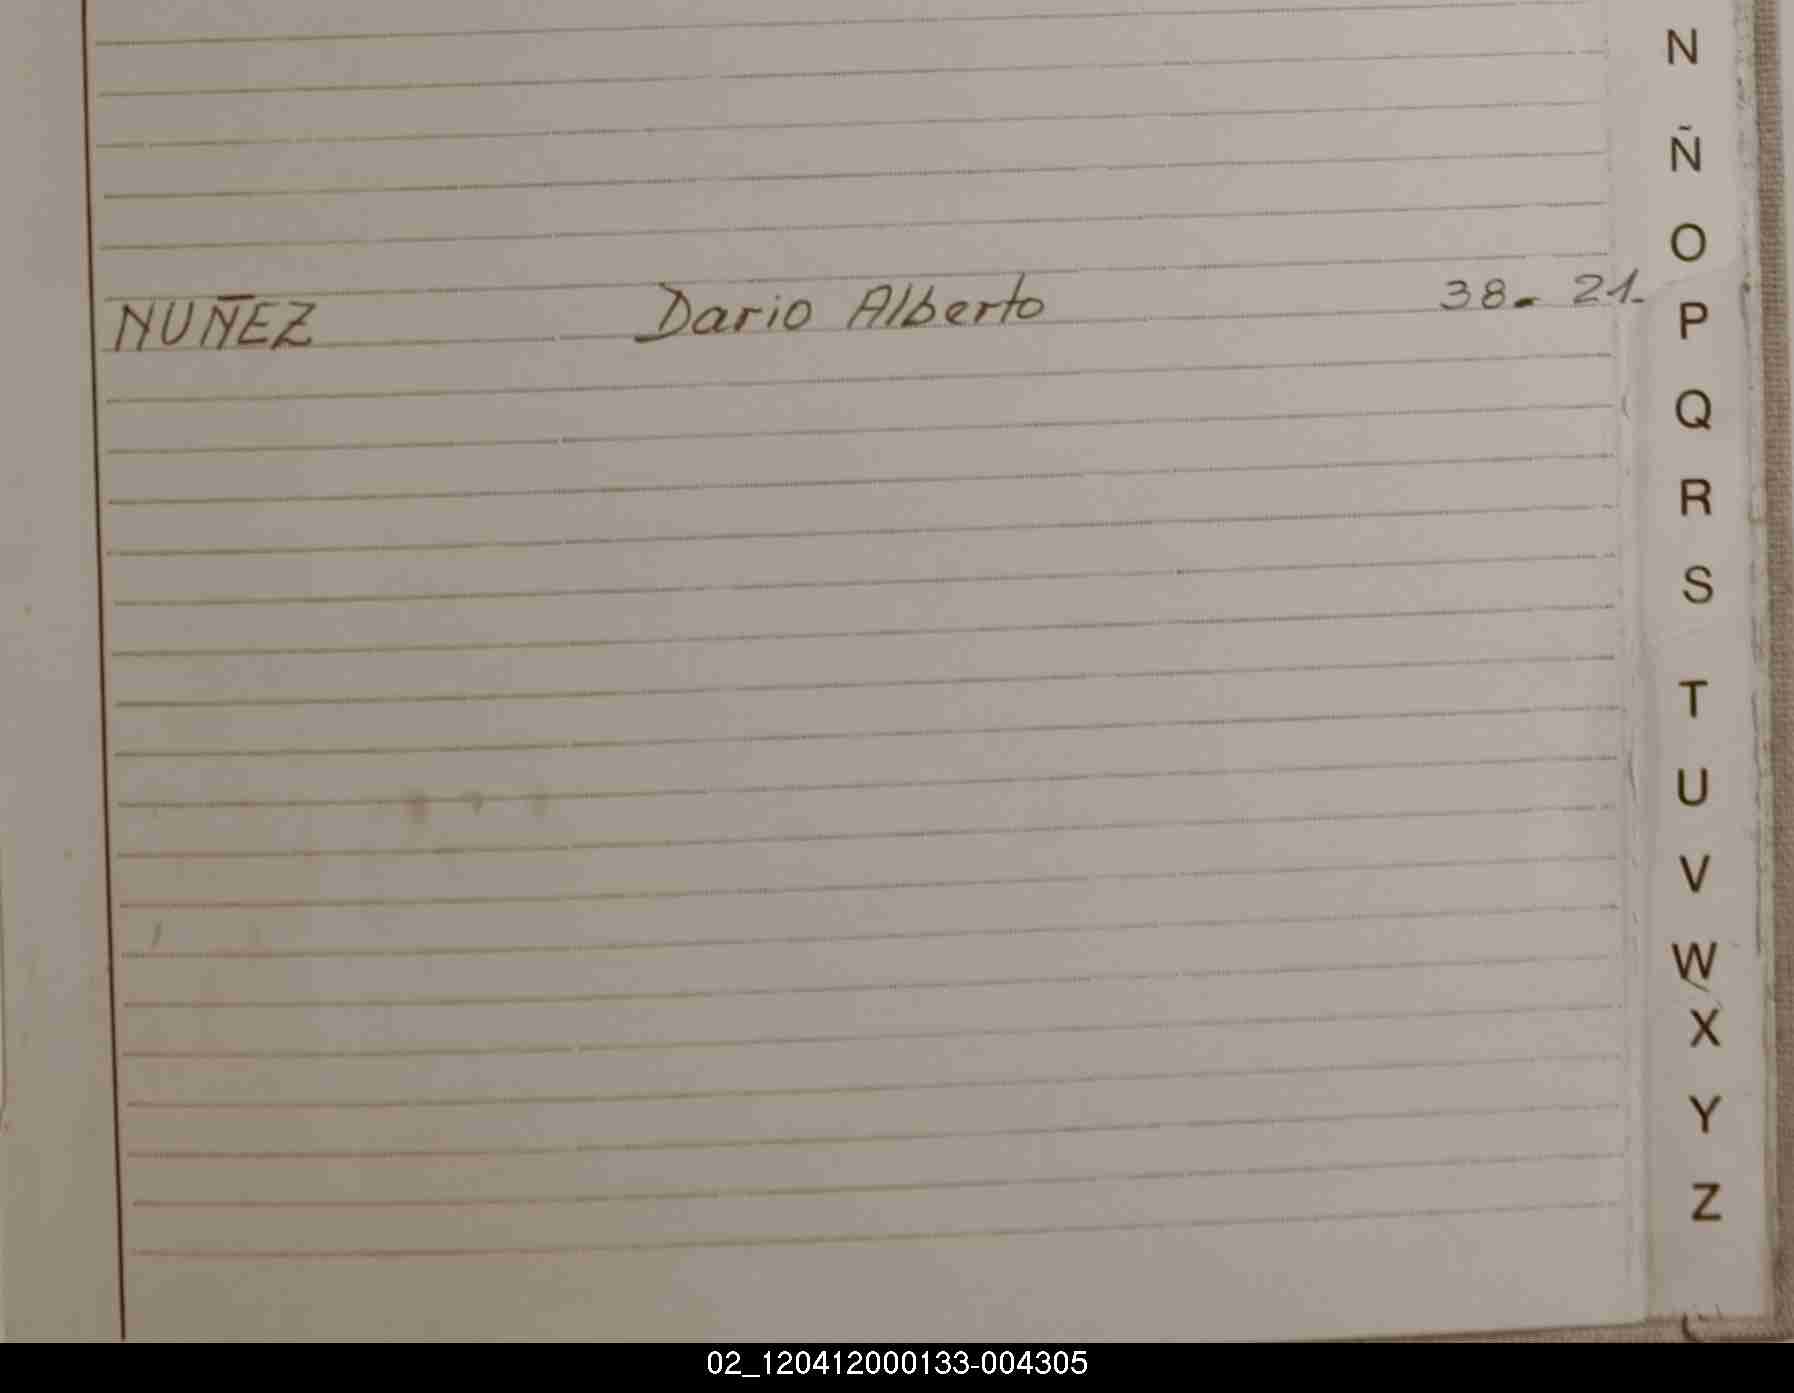 N
Ñ
O
NUÑEZ Dario Alberto 38. 21.
P
Q
R
S
T
U
V
W
X
Y
Z
02_120412000133-004305